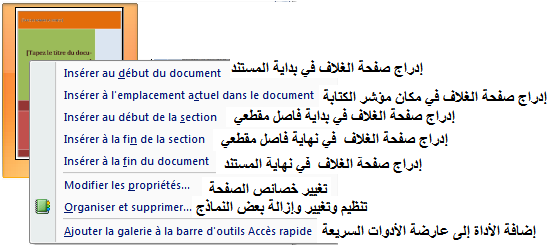 [Tapez le titre du docu-
Insérer au début du document إدراج صفحة الغلاف في بداية المستند
Insérer à l'emplacement actuel dans le document إدراج صفحة الغلاف في مكان مؤشر الكتابة
Insérer au début de la section إدراج صفحة الغلاف في بداية فاصل مقطعي
Insérer à la fin de la section إدراج صفحة الغلاف في نهاية فاصل مقطعي
Insérer à la fin du document إدراج صفحة الغلاف في نهاية المستند
Modifier les propriétés... تغيير خصائص الصفحة
Organiser et supprimer... تنظيم وتغيير وإزالة بعض النماذج
Ajouter la galerie à la barre d'outils Accès rapide إضافة الأداة إلى عارضة الأدوات السريعة